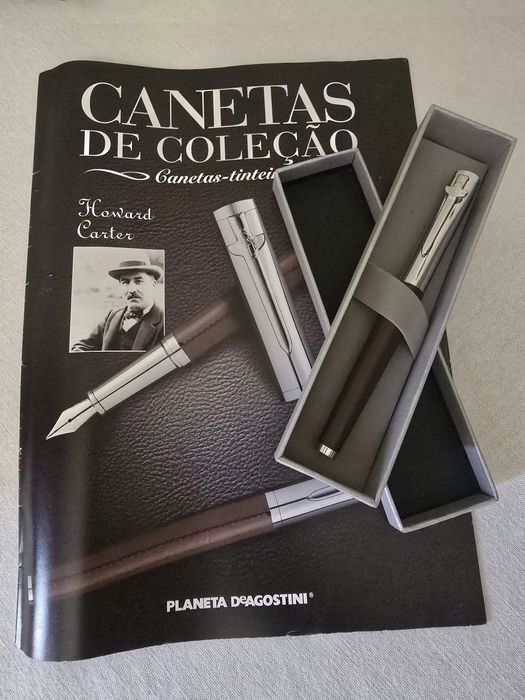 CANETAS
DE COLEÇÃO
Howard
Carter
PLANETA DeAGOSTINI®